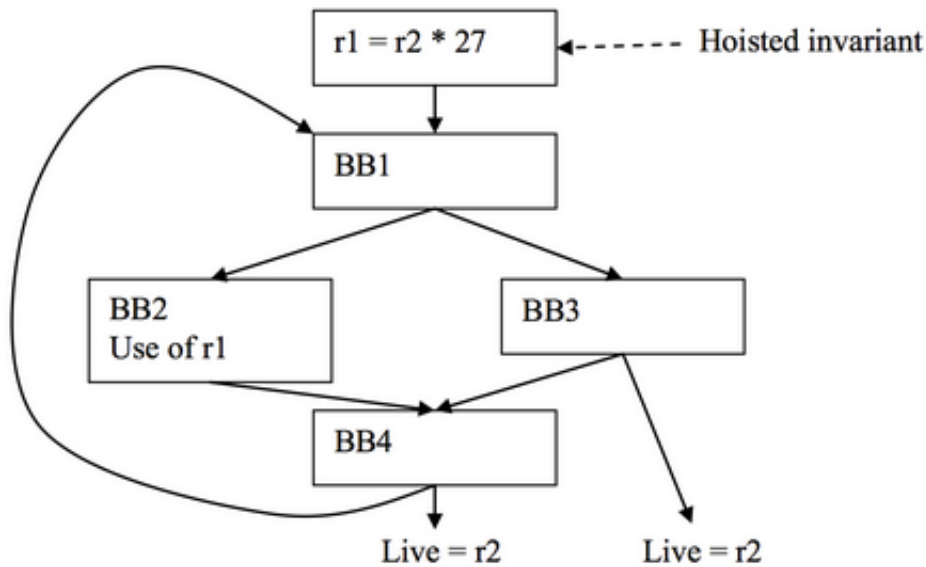 r1 = r2 * 27
Hoisted invariant
BB1
BB2
Use of r1
BB3
BB4
Live = r2
Live = r2